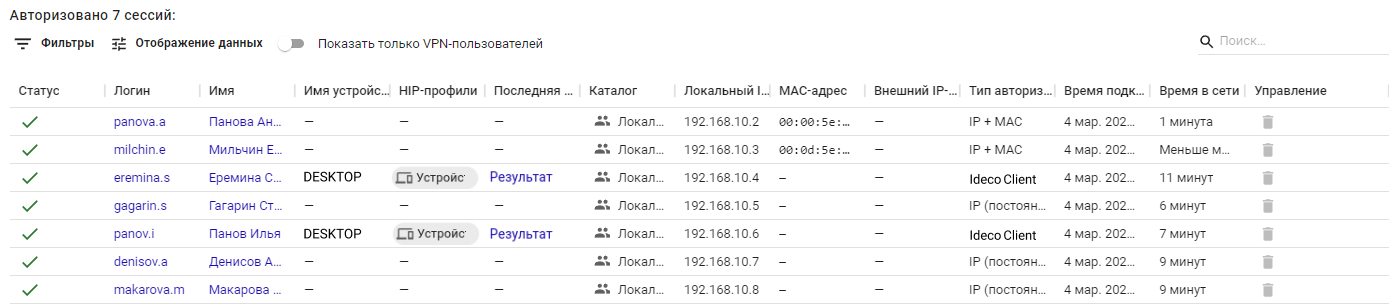 Авторизовано 7 сессий:
Фильтры Отображение данных Показать только VPN-пользователей Поиск...
Статус Логин Имя Имя устройс... HIP-профили Последняя ... Каталог Локальный I... MAC-адрес Внешний IP-... Тип авториз... Время подк... Время в сети Управление
panova.a Панова Ан... — — — Локал... 192.168.10.2 00:00:5e:... — IP + MAC 4 мар. 202... 1 минута
milchin.e Мильчин Е... — — — Локал... 192.168.10.3 00:0d:5e:... — IP + MAC 4 мар. 202... Меньше м...
eremina.s Еремина С... DESKTOP Устройст Результат Локал... 192.168.10.4 — — Ideco Client 4 мар. 202... 11 минут
gagarin.s Гагарин Ст... — — — Локал... 192.168.10.5 — — IP (постоян... 4 мар. 202... 6 минут
panov.i Панов Илья DESKTOP Устройст Результат Локал... 192.168.10.6 — — Ideco Client 4 мар. 202... 7 минут
denisov.a Денисов А... — — — Локал... 192.168.10.7 — — IP (постоян... 4 мар. 202... 9 минут
makarova.m Макарова ... — — — Локал... 192.168.10.8 — — IP (постоян... 4 мар. 202... 9 минут